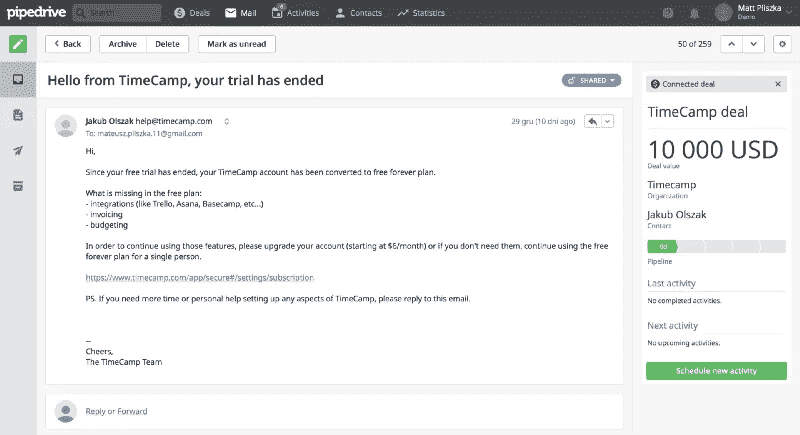 pipedrive
Search
Deals
Mail
Activities
Contacts
Statistics
Matt Pliszka
Demo
< Back
Archive
Delete
Mark as unread
50 of 259
Hello from TimeCamp, your trial has ended
SHARED
Jakub Olszak help@timecamp.com
29 gru (10 dni ago)
To: mateusz.pliszka.11@gmail.com
Hi,
Since your free trial has ended, your TimeCamp account has been converted to free forever plan.
What is missing in the free plan:
- integrations (like Trello, Asana, Basecamp, etc...)
- invoicing
- budgeting
In order to continue using those features, please upgrade your account (starting at $6/month) or if you don't need them, continue using the free
forever plan for a single person.
https://www.timecamp.com/app/secure#/settings/subscription
PS. If you need more time or personal help setting up any aspects of TimeCamp, please reply to this email.
--
Cheers,
The TimeCamp Team
Reply or Forward
Connected deal
TimeCamp deal
10 000 USD
Deal value
Timecamp
Organization
Jakub Olszak
Contact
0d
Pipeline
Last activity
No completed activities.
Next activity
No upcoming activities.
Schedule new activity